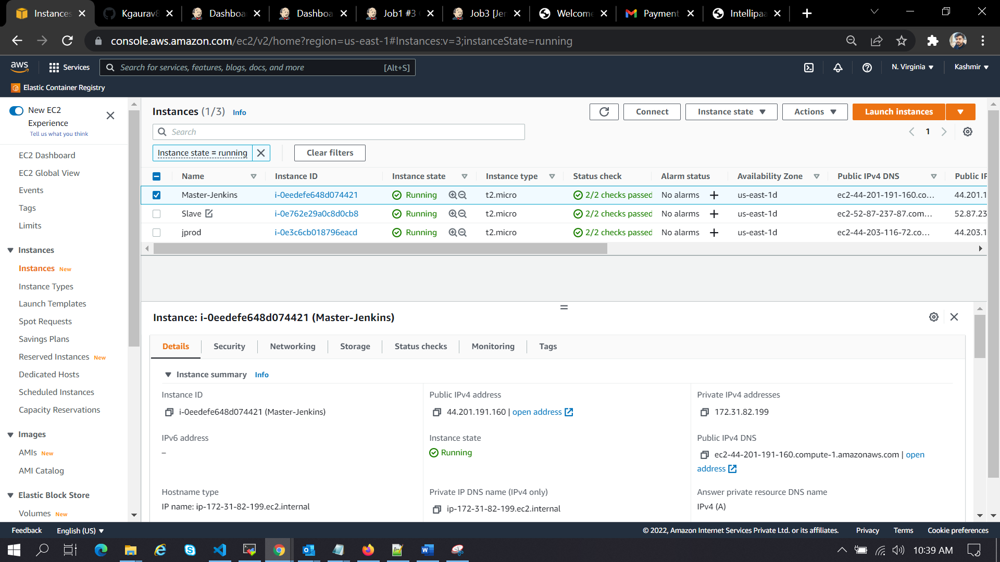 Instances
Kgaurav8
Dashboa
Dashboa
Job1 #3
Job3 [Jer
Welcome
Payment
Intellipaa
console.aws.amazon.com/ec2/v2/home?region=us-east-1#Instances:v=3;instanceState=running
aws
Services
Search for services, features, blogs, docs, and more
[Alt+S]
N. Virginia
Kashmir
Elastic Container Registry
New EC2
Experience
Tell us what you think
EC2 Dashboard
EC2 Global View
Events
Tags
Limits
Instances
Instances New
Instance Types
Launch Templates
Spot Requests
Savings Plans
Reserved Instances New
Dedicated Hosts
Scheduled Instances
Capacity Reservations
Images
AMIs New
AMI Catalog
Elastic Block Store
Volumes New
Instances (1/3) Info
Connect
Instance state
Actions
Launch instances
Search
1
Instance state = running
Clear filters
Name Instance ID Instance state Instance type Status check Alarm status Availability Zone Public IPv4 DNS Public IP
Master-Jenkins i-0eedefe648d074421 Running t2.micro 2/2 checks passed No alarms + us-east-1d ec2-44-201-191-160.co... 44.201.1
Slave i-0e762e29a0c8d0cb8 Running t2.micro 2/2 checks passed No alarms + us-east-1d ec2-52-87-237-87.com... 52.87.23
jprod i-0e3c6cb018796eacd Running t2.micro 2/2 checks passed No alarms + us-east-1d ec2-44-203-116-72.co... 44.203.1
Instance: i-0eedefe648d074421 (Master-Jenkins)
Details
Security
Networking
Storage
Status checks
Monitoring
Tags
Instance summary Info
Instance ID
i-0eedefe648d074421 (Master-Jenkins)
Public IPv4 address
44.201.191.160 | open address
Private IPv4 addresses
172.31.82.199
IPv6 address
–
Instance state
Running
Public IPv4 DNS
ec2-44-201-191-160.compute-1.amazonaws.com | open
address
Hostname type
IP name: ip-172-31-82-199.ec2.internal
Private IP DNS name (IPv4 only)
ip-172-31-82-199.ec2.internal
Answer private resource DNS name
IPv4 (A)
Feedback
English (US)
© 2022, Amazon Internet Services Private Ltd. or its affiliates.
Privacy
Terms
Cookie preferences
10:39 AM